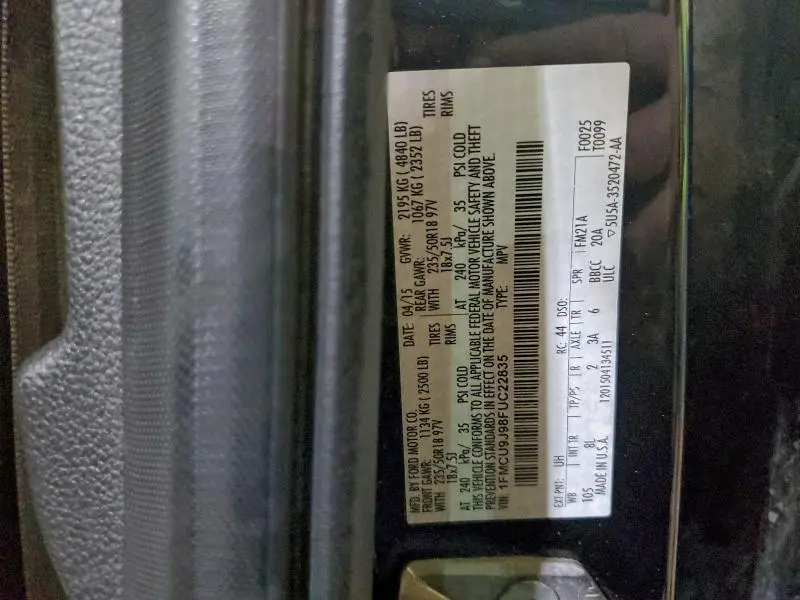 MFD. BY FORD MOTOR CO.
DATE: 04/15 GVWR: 2195 KG ( 4840 LB)
FRONT GAWR: 1134 KG ( 2500 LB)
REAR GAWR: 1067 KG ( 2352 LB)
WITH 235/50R18 97V TIRES
WITH 235/50R18 97V TIRES
18x7.5J RIMS
18x7.5J RIMS
AT 240 kPa/ 35 PSI COLD
AT 240 kPa/ 35 PSI COLD
THIS VEHICLE CONFORMS TO ALL APPLICABLE FEDERAL MOTOR VEHICLE SAFETY AND THEFT
PREVENTION STANDARDS IN EFFECT ON THE DATE OF MANUFACTURE SHOWN ABOVE.
VIN: 1FMCU9J98FUC22835 TYPE: MPV
EXT PNT: UH RC: 44 DSO: FM21A F0025
WB INT TR TP/PS R AXLE TR SPR T0099
105 8L 2 3A 6 BBCC 20A
MADE IN U.S.A. 1201504134511 ULC ▽5U5A-3520472-AA